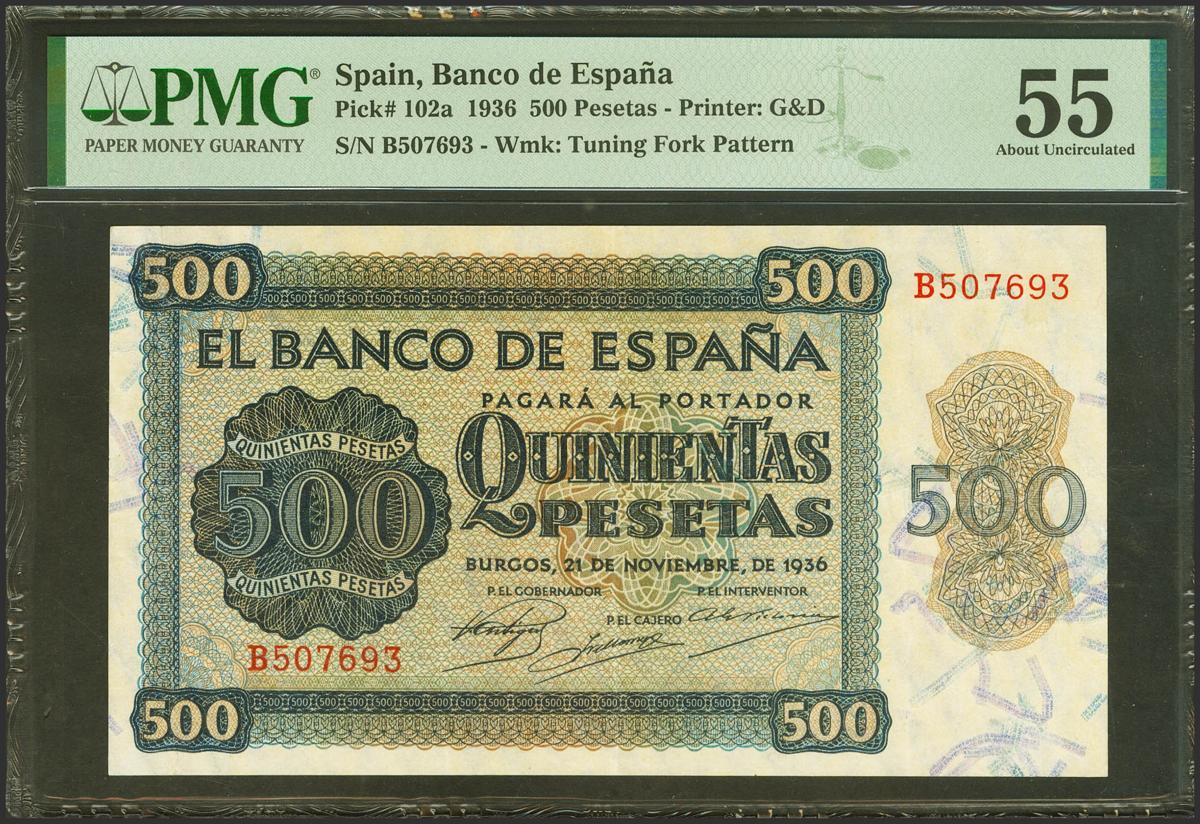 PMG®
PAPER MONEY GUARANTY
Spain, Banco de España
Pick# 102a 1936 500 Pesetas - Printer: G&D
S/N B507693 - Wmk: Tuning Fork Pattern
55
About Uncirculated
500
500
B507693
EL BANCO DE ESPAÑA
PAGARÁ AL PORTADOR
QUINIENTAS
PESETAS
QUINIENTAS PESETAS
500
QUINIENTAS PESETAS
500
BURGOS, 21 DE NOVIEMBRE, DE 1936
P. EL GOBERNADOR
P. EL INTERVENTOR
P. EL CAJERO
B507693
500
500